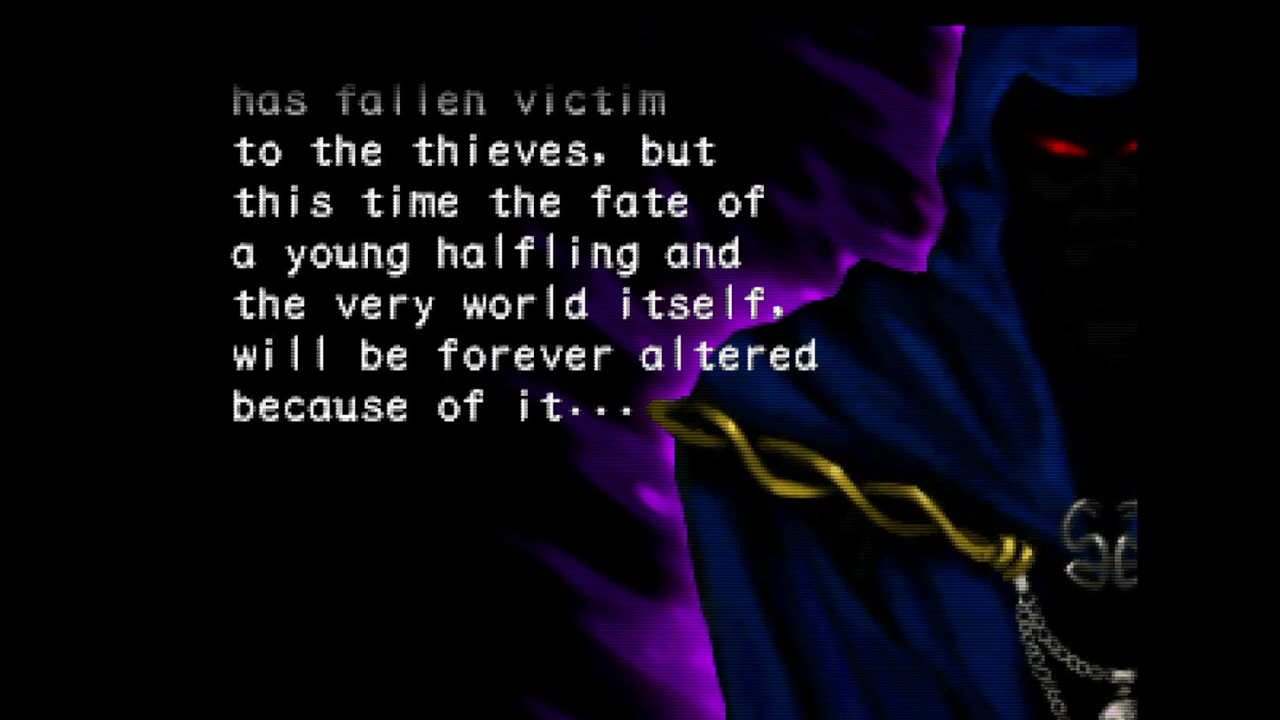 has fallen victim
to the thieves, but
this time the fate of
a young halfling and
the very world itself,
will be forever altered
because of it...